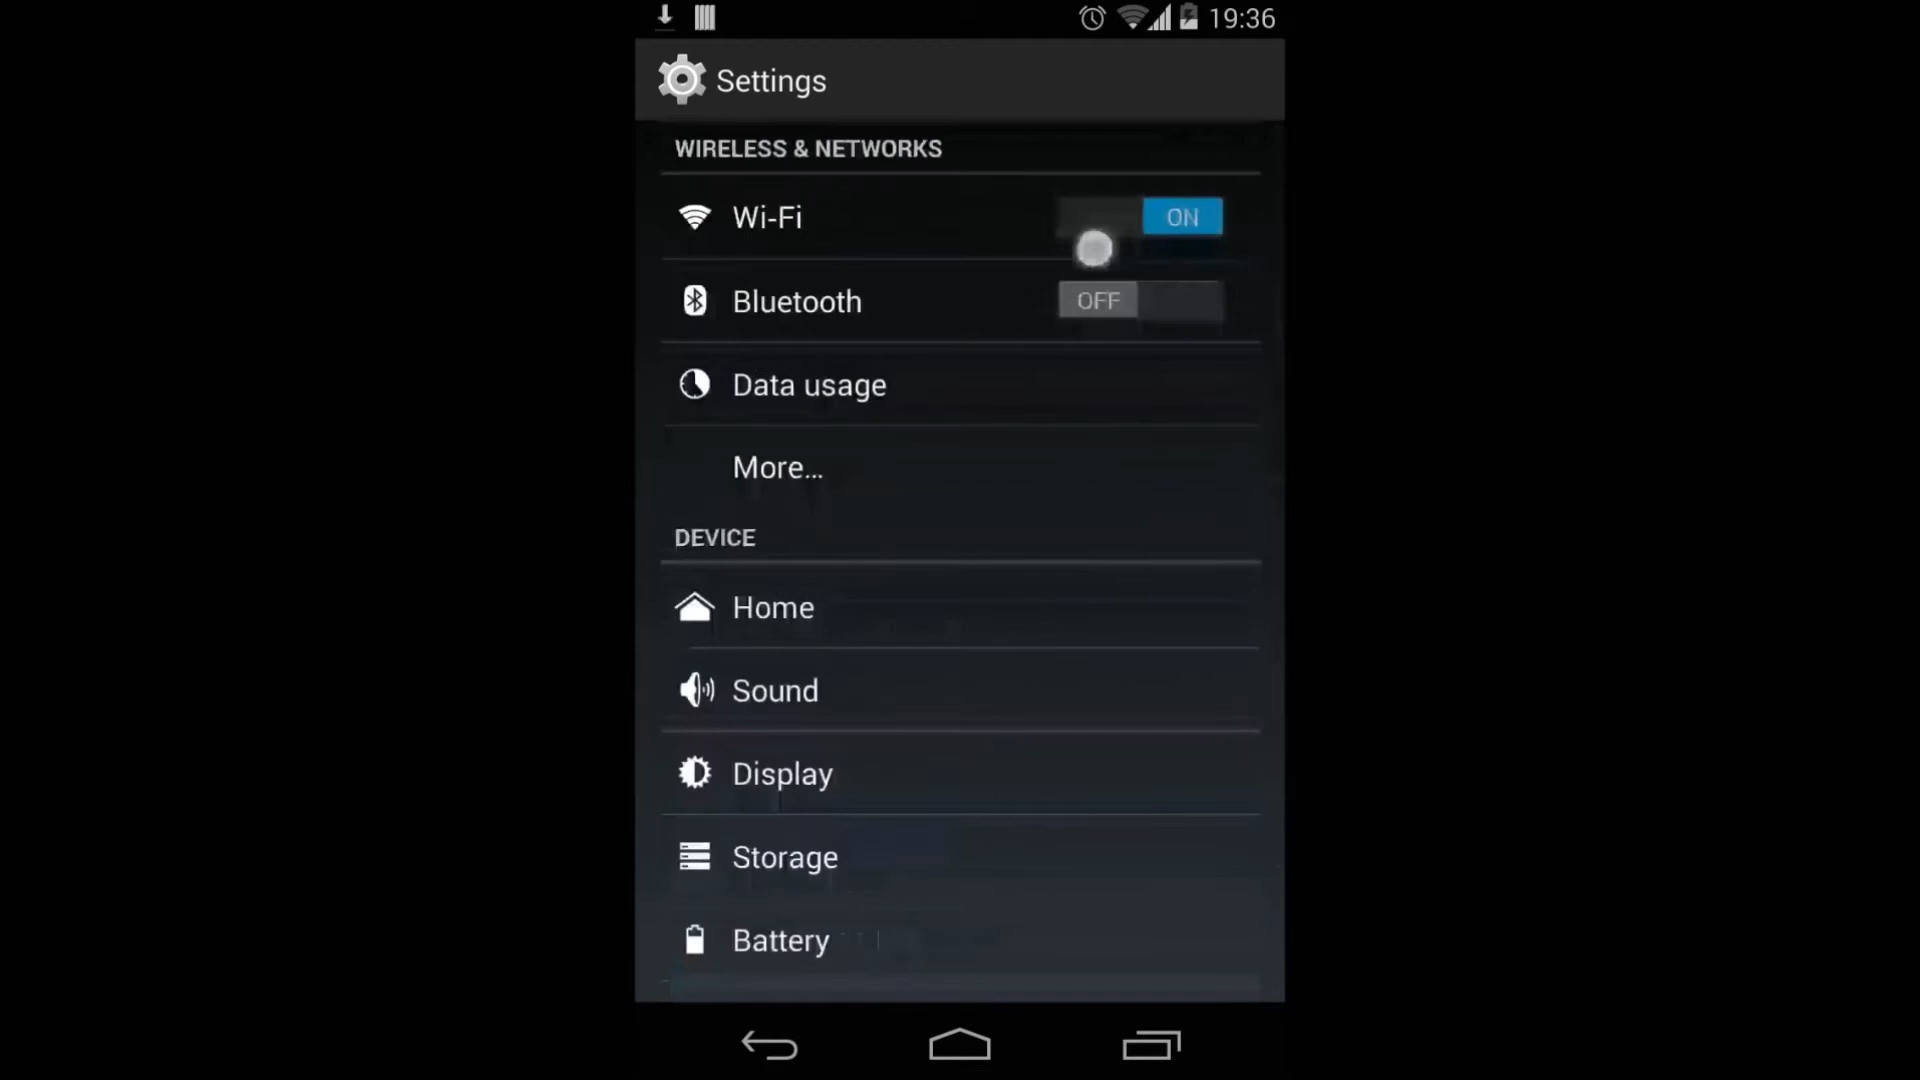 19:36
Settings
WIRELESS & NETWORKS
Wi-Fi ON
Bluetooth OFF
Data usage
More...
DEVICE
Home
Sound
Display
Storage
Battery